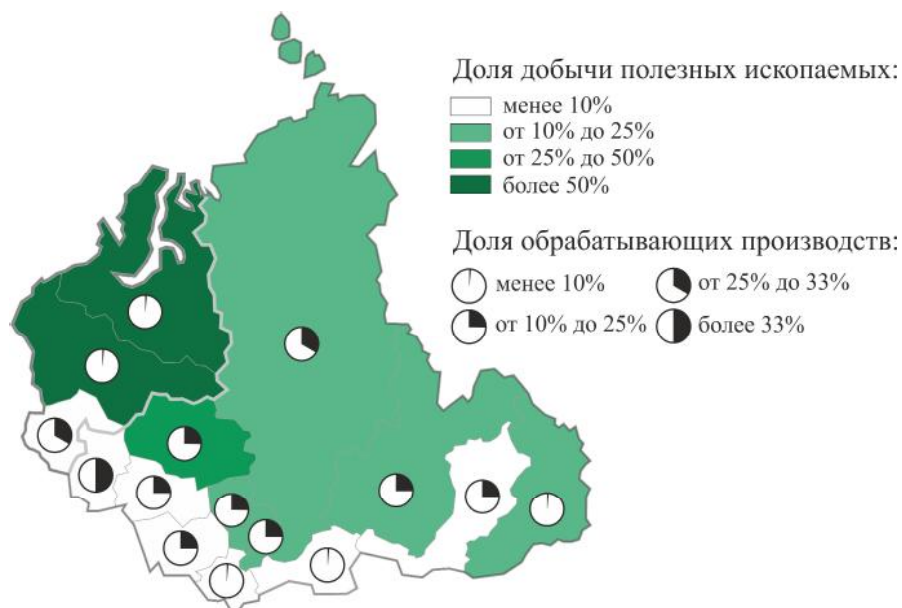 Доля добычи полезных ископаемых:
менее 10%
от 10% до 25%
от 25% до 50%
более 50%
Доля обрабатывающих производств:
менее 10%
от 25% до 33%
от 10% до 25%
более 33%